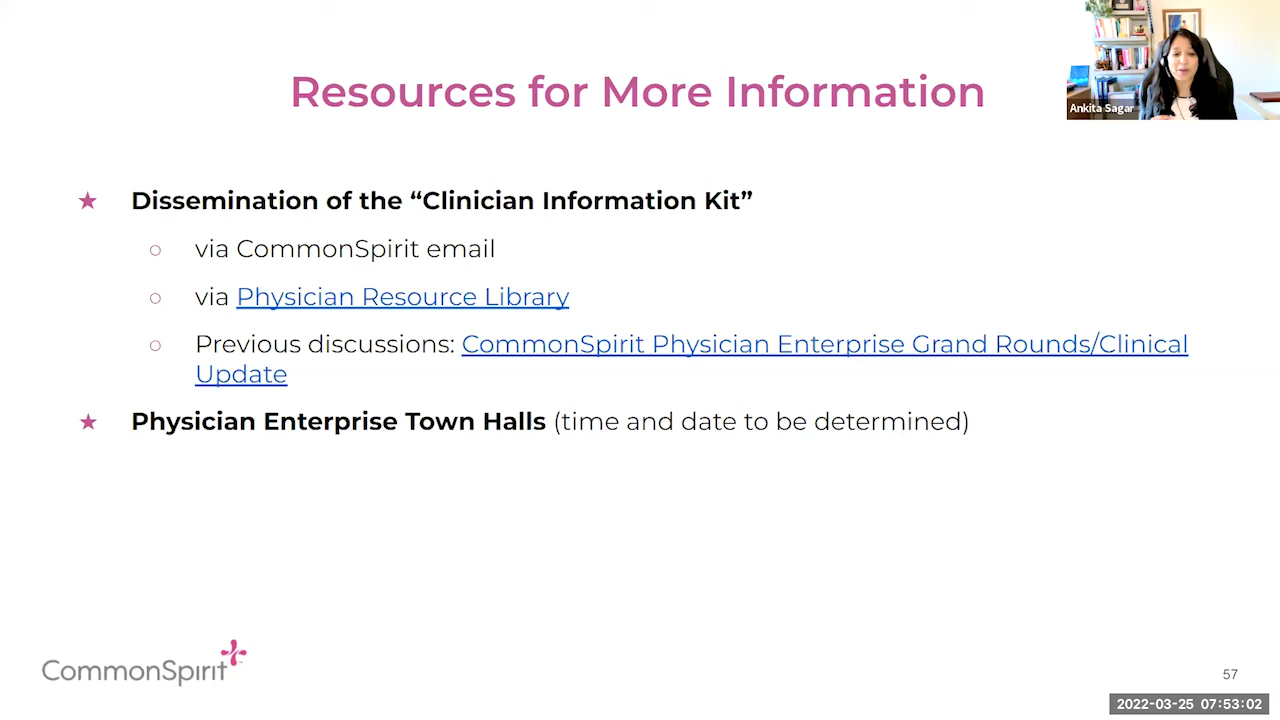 Resources for More Information
Ankita Sagar
★ Dissemination of the “Clinician Information Kit”
○ via CommonSpirit email
○ via Physician Resource Library
○ Previous discussions: CommonSpirit Physician Enterprise Grand Rounds/Clinical
Update
★ Physician Enterprise Town Halls (time and date to be determined)
CommonSpirit
57
2022-03-25 07:53:02